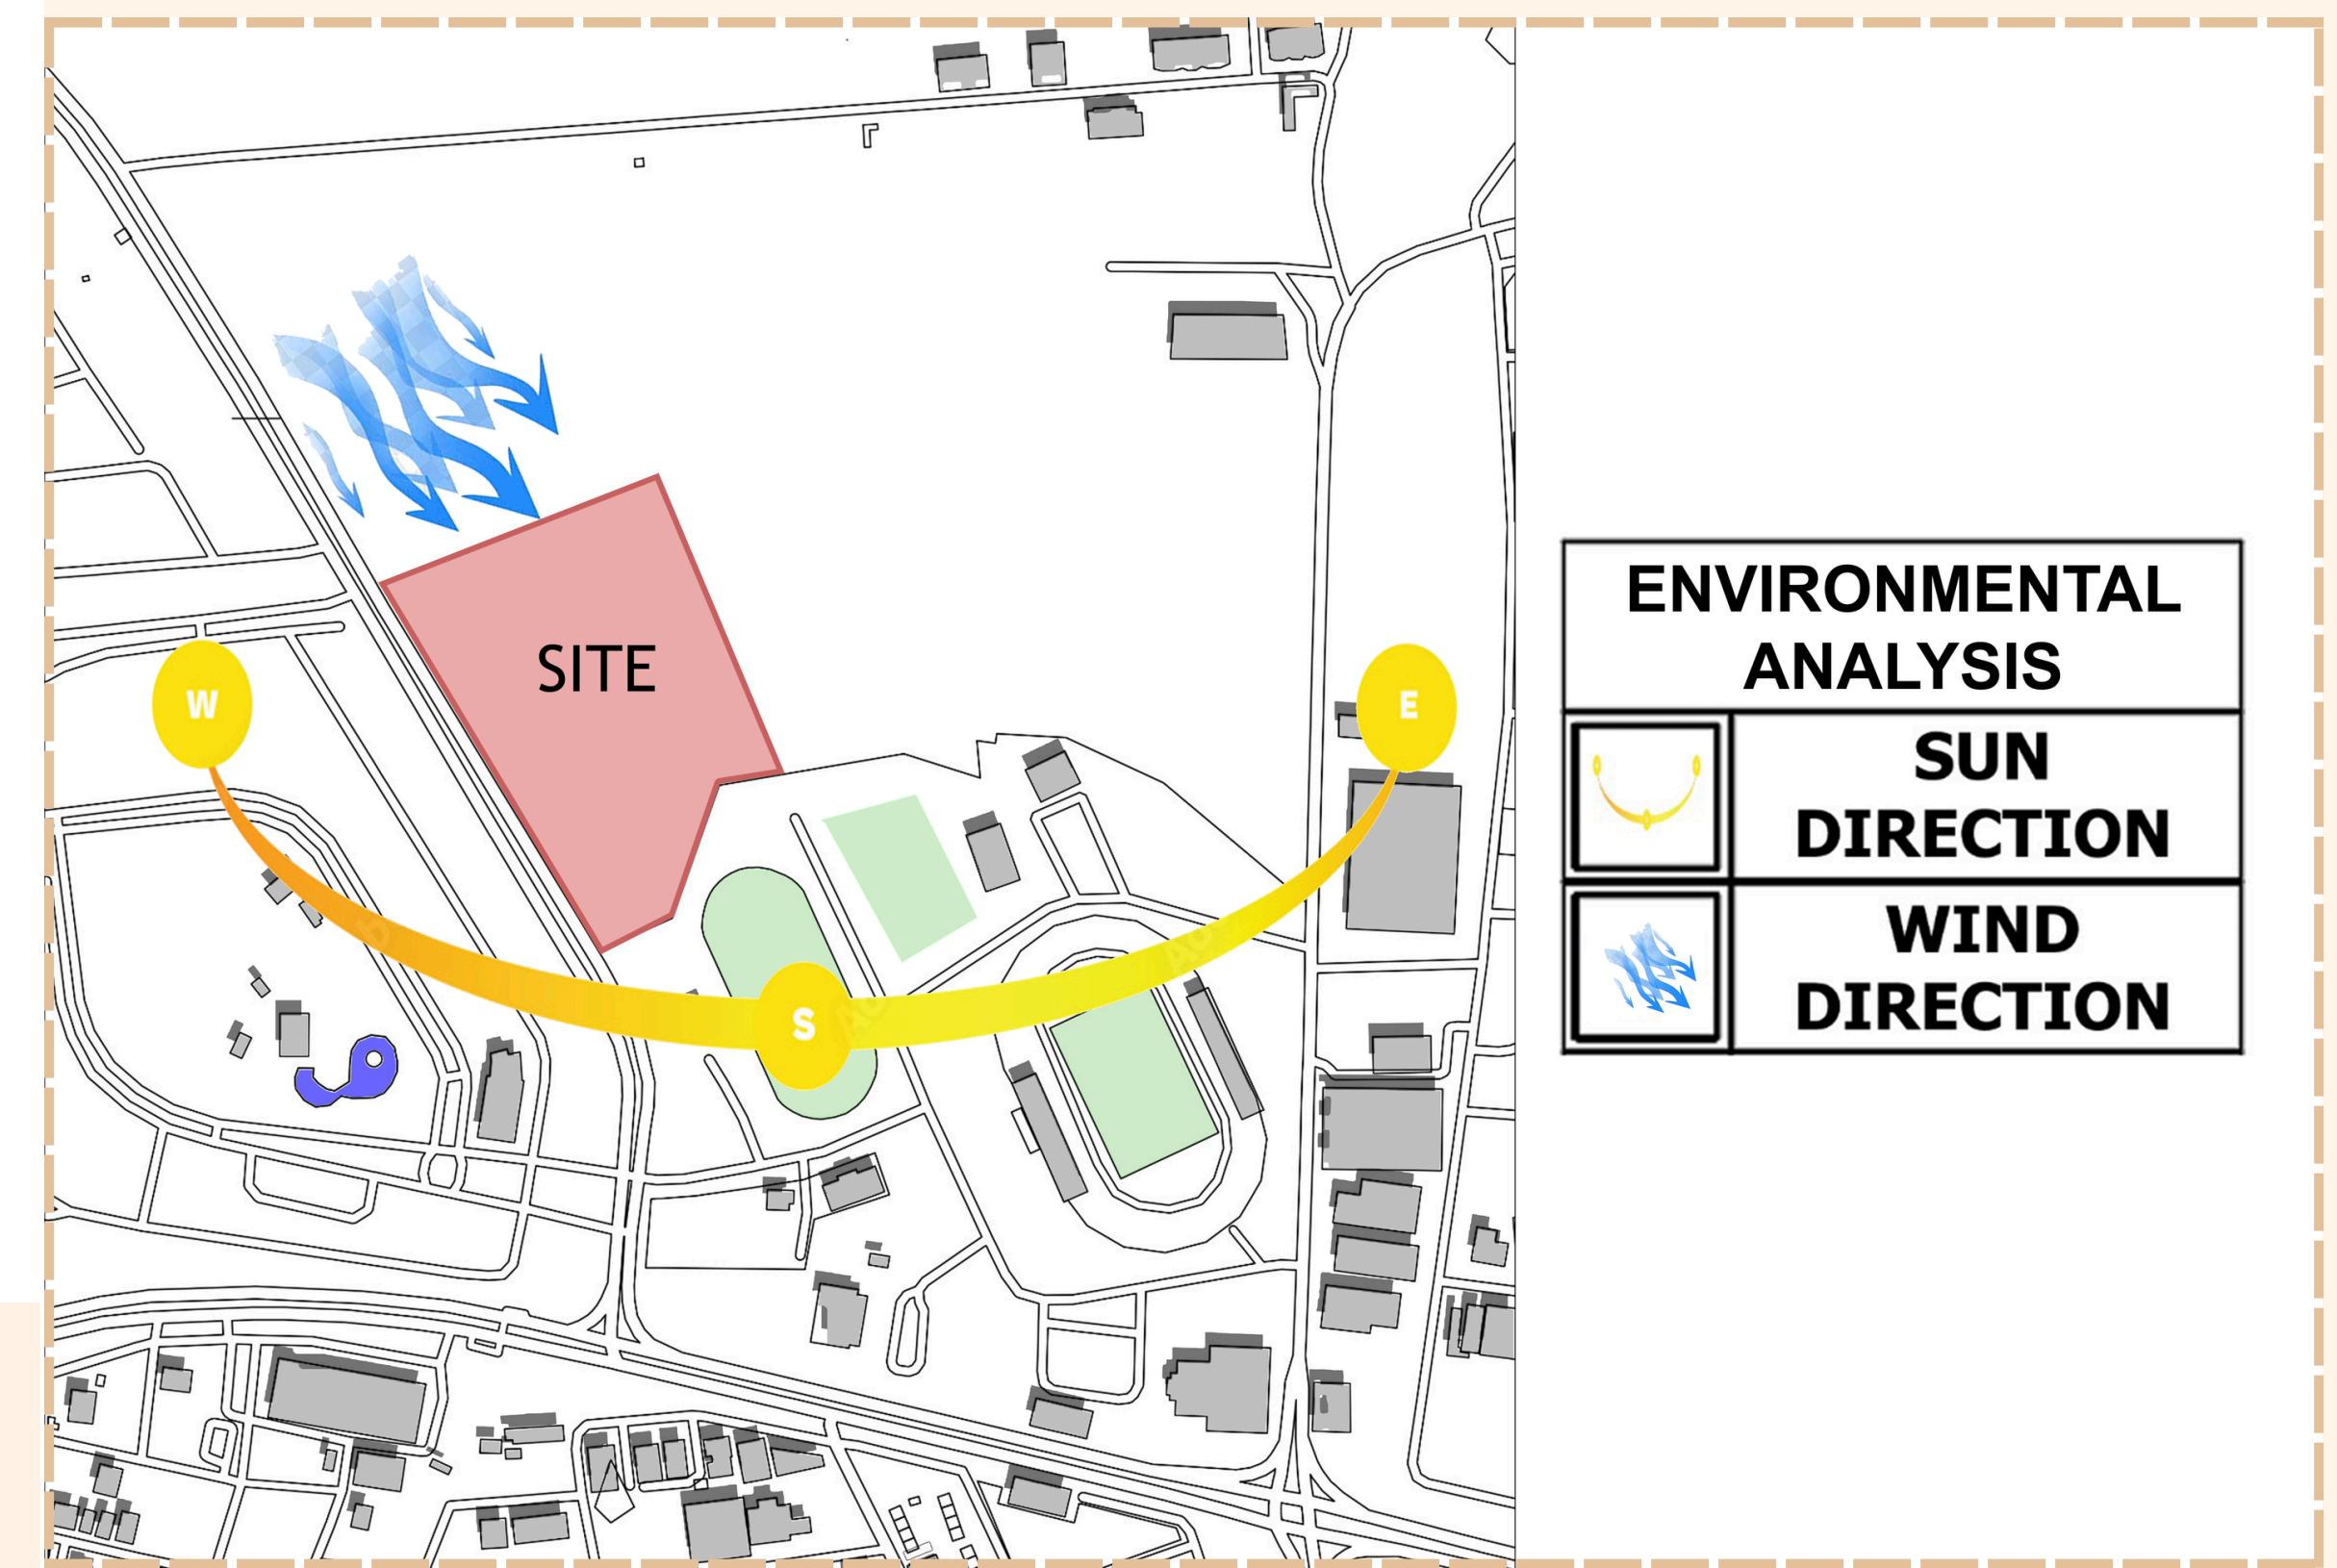 SITE
W
E
S
ENVIRONMENTAL
ANALYSIS
SUN
DIRECTION
WIND
DIRECTION